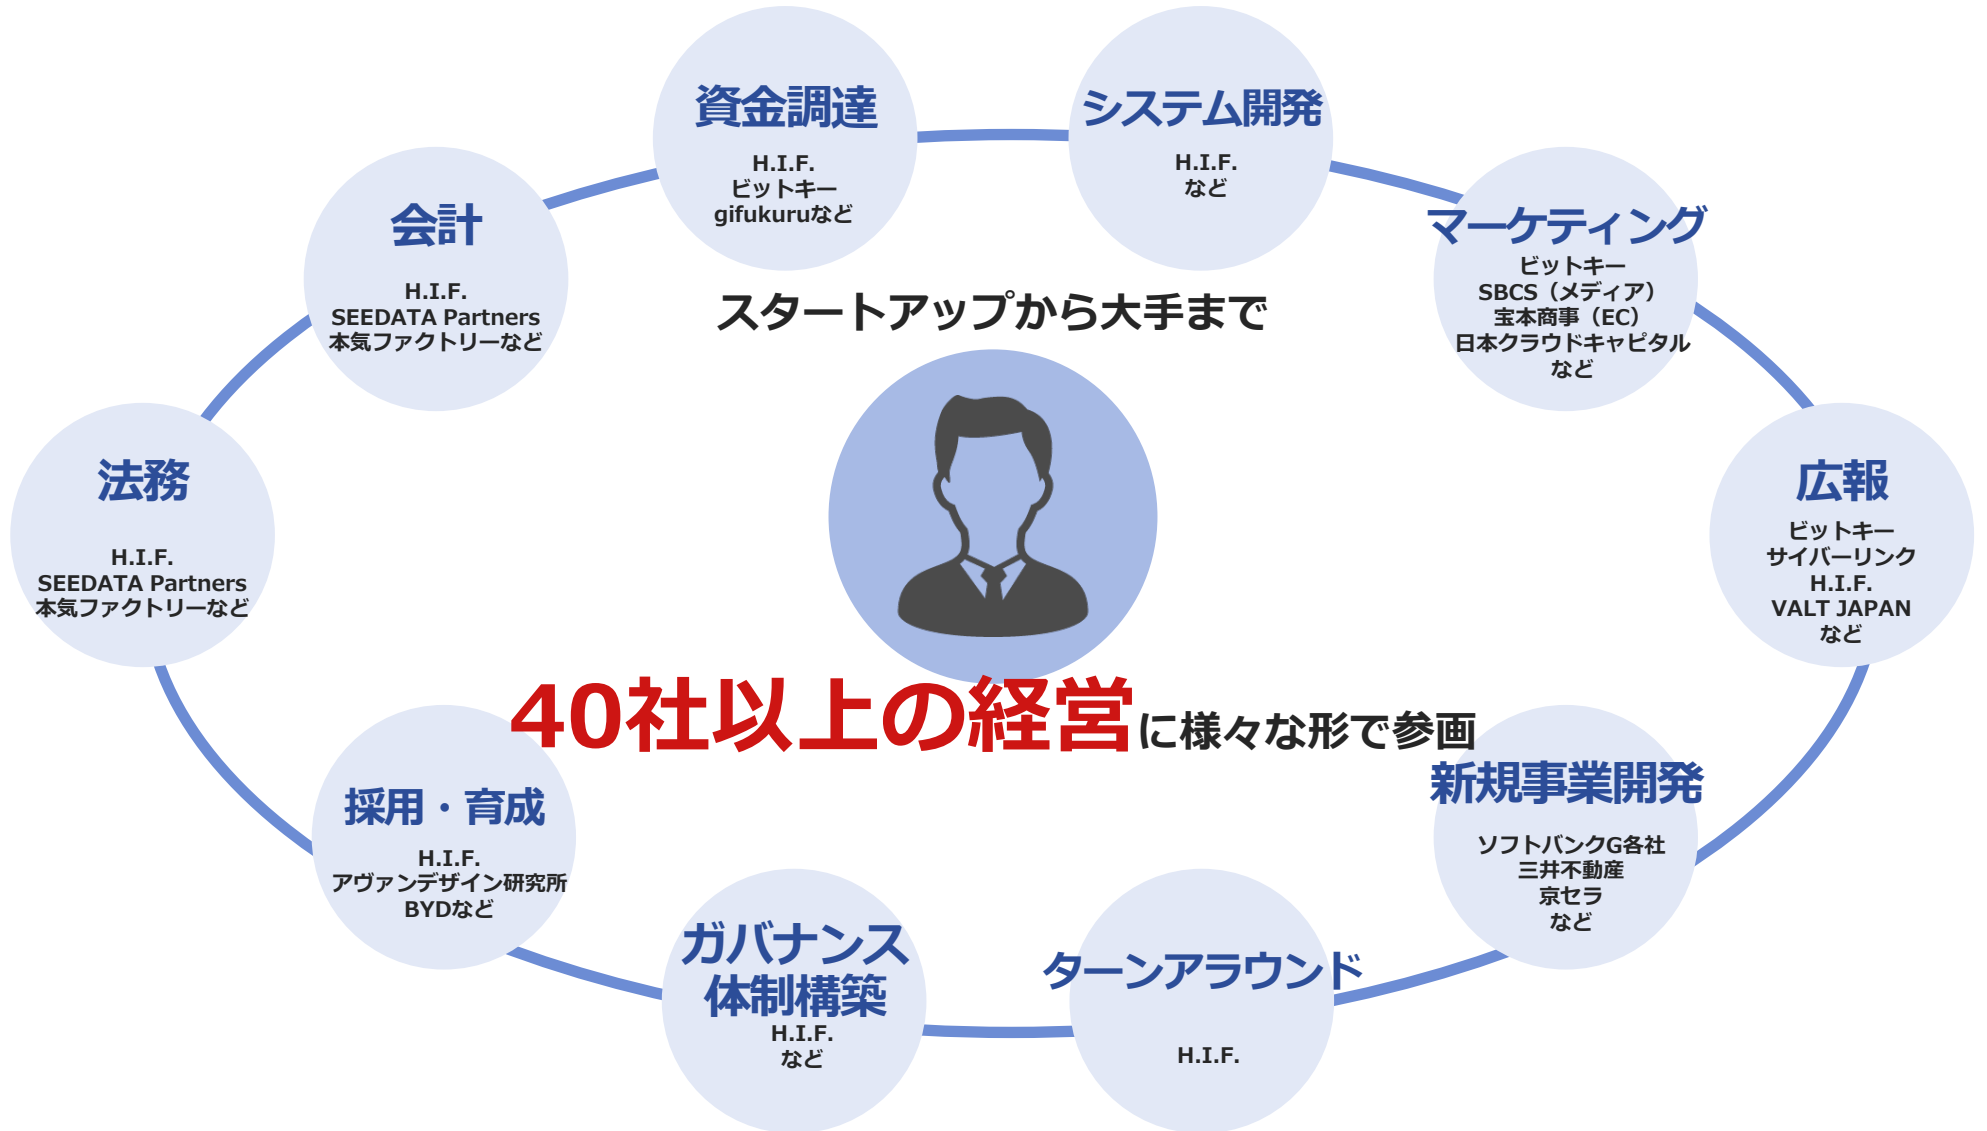 資金調達
H.I.F.
ビットキー
gifukuruなど
システム開発
H.I.F.
など
会計
H.I.F.
SEEDATA Partners
本気ファクトリーなど
マーケティング
ビットキー
SBCS（メディア）
宝本商事（EC）
日本クラウドキャピタル
など
スタートアップから大手まで
法務
H.I.F.
SEEDATA Partners
本気ファクトリーなど
広報
ビットキー
サイバーリンク
H.I.F.
VALT JAPAN
など
40社以上の経営に様々な形で参画
採用・育成
H.I.F.
アヴァンデザイン研究所
BYDなど
新規事業開発
ソフトバンクG各社
三井不動産
京セラ
など
ガバナンス
体制構築
H.I.F.
など
ターンアラウンド
H.I.F.